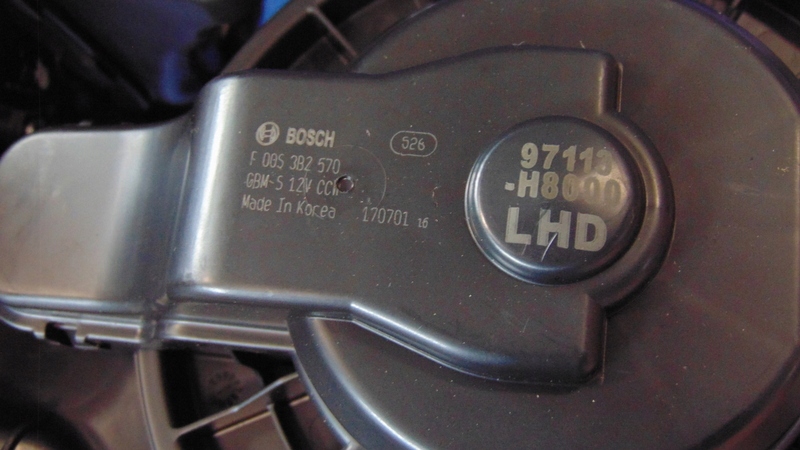 BOSCH
526
F 005 3B2 570
GBM-S 12V CCW
Made In Korea 170701 16
97113
-H8000
LHD